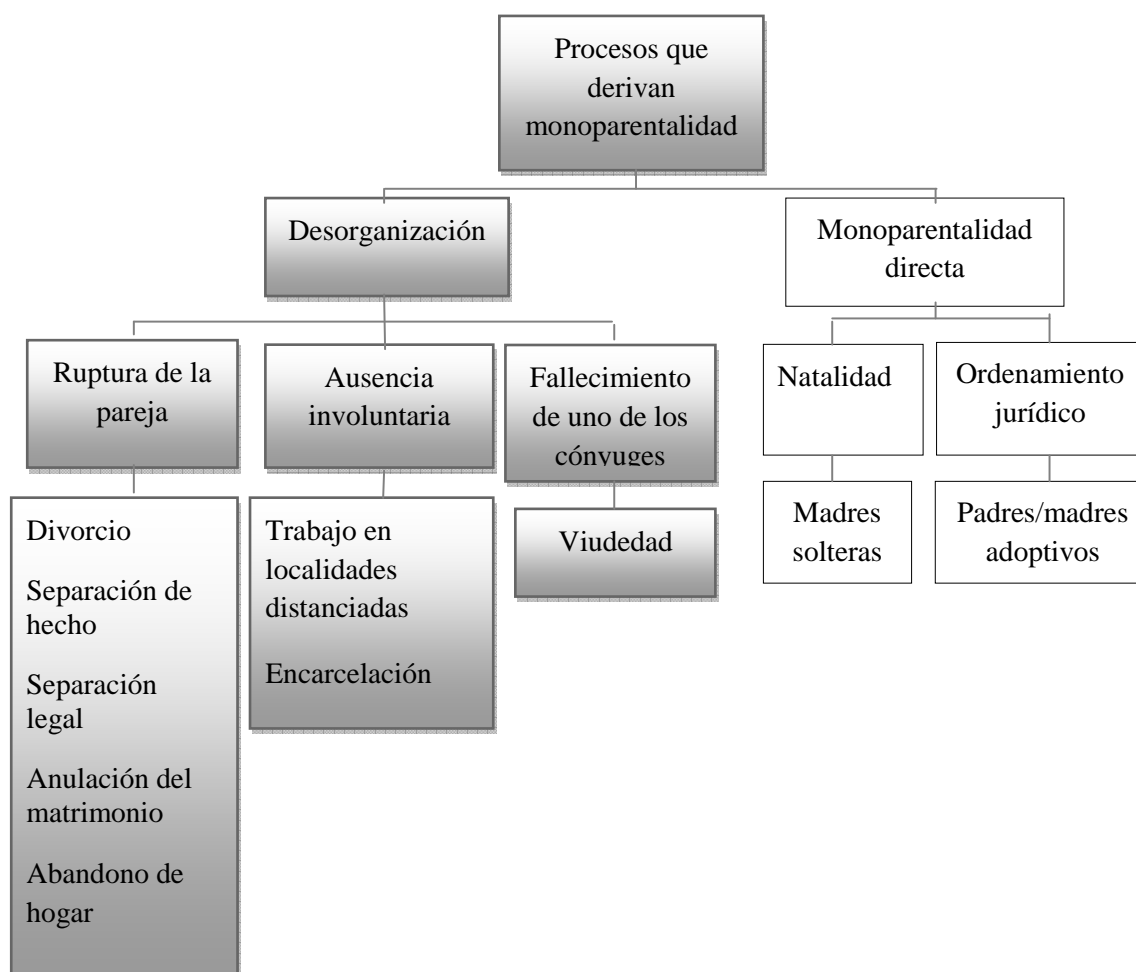 Procesos que
derivan
monoparentalidad
Desorganización
Monoparentalidad
directa
Ruptura de la
pareja
Ausencia
involuntaria
Fallecimiento
de uno de los
cónyuges
Natalidad
Ordenamiento
jurídico
Divorcio
Separación de
hecho
Separación
legal
Anulación del
matrimonio
Abandono de
hogar
Trabajo en
localidades
distanciadas
Encarcelación
Viudedad
Madres
solteras
Padres/madres
adoptivos